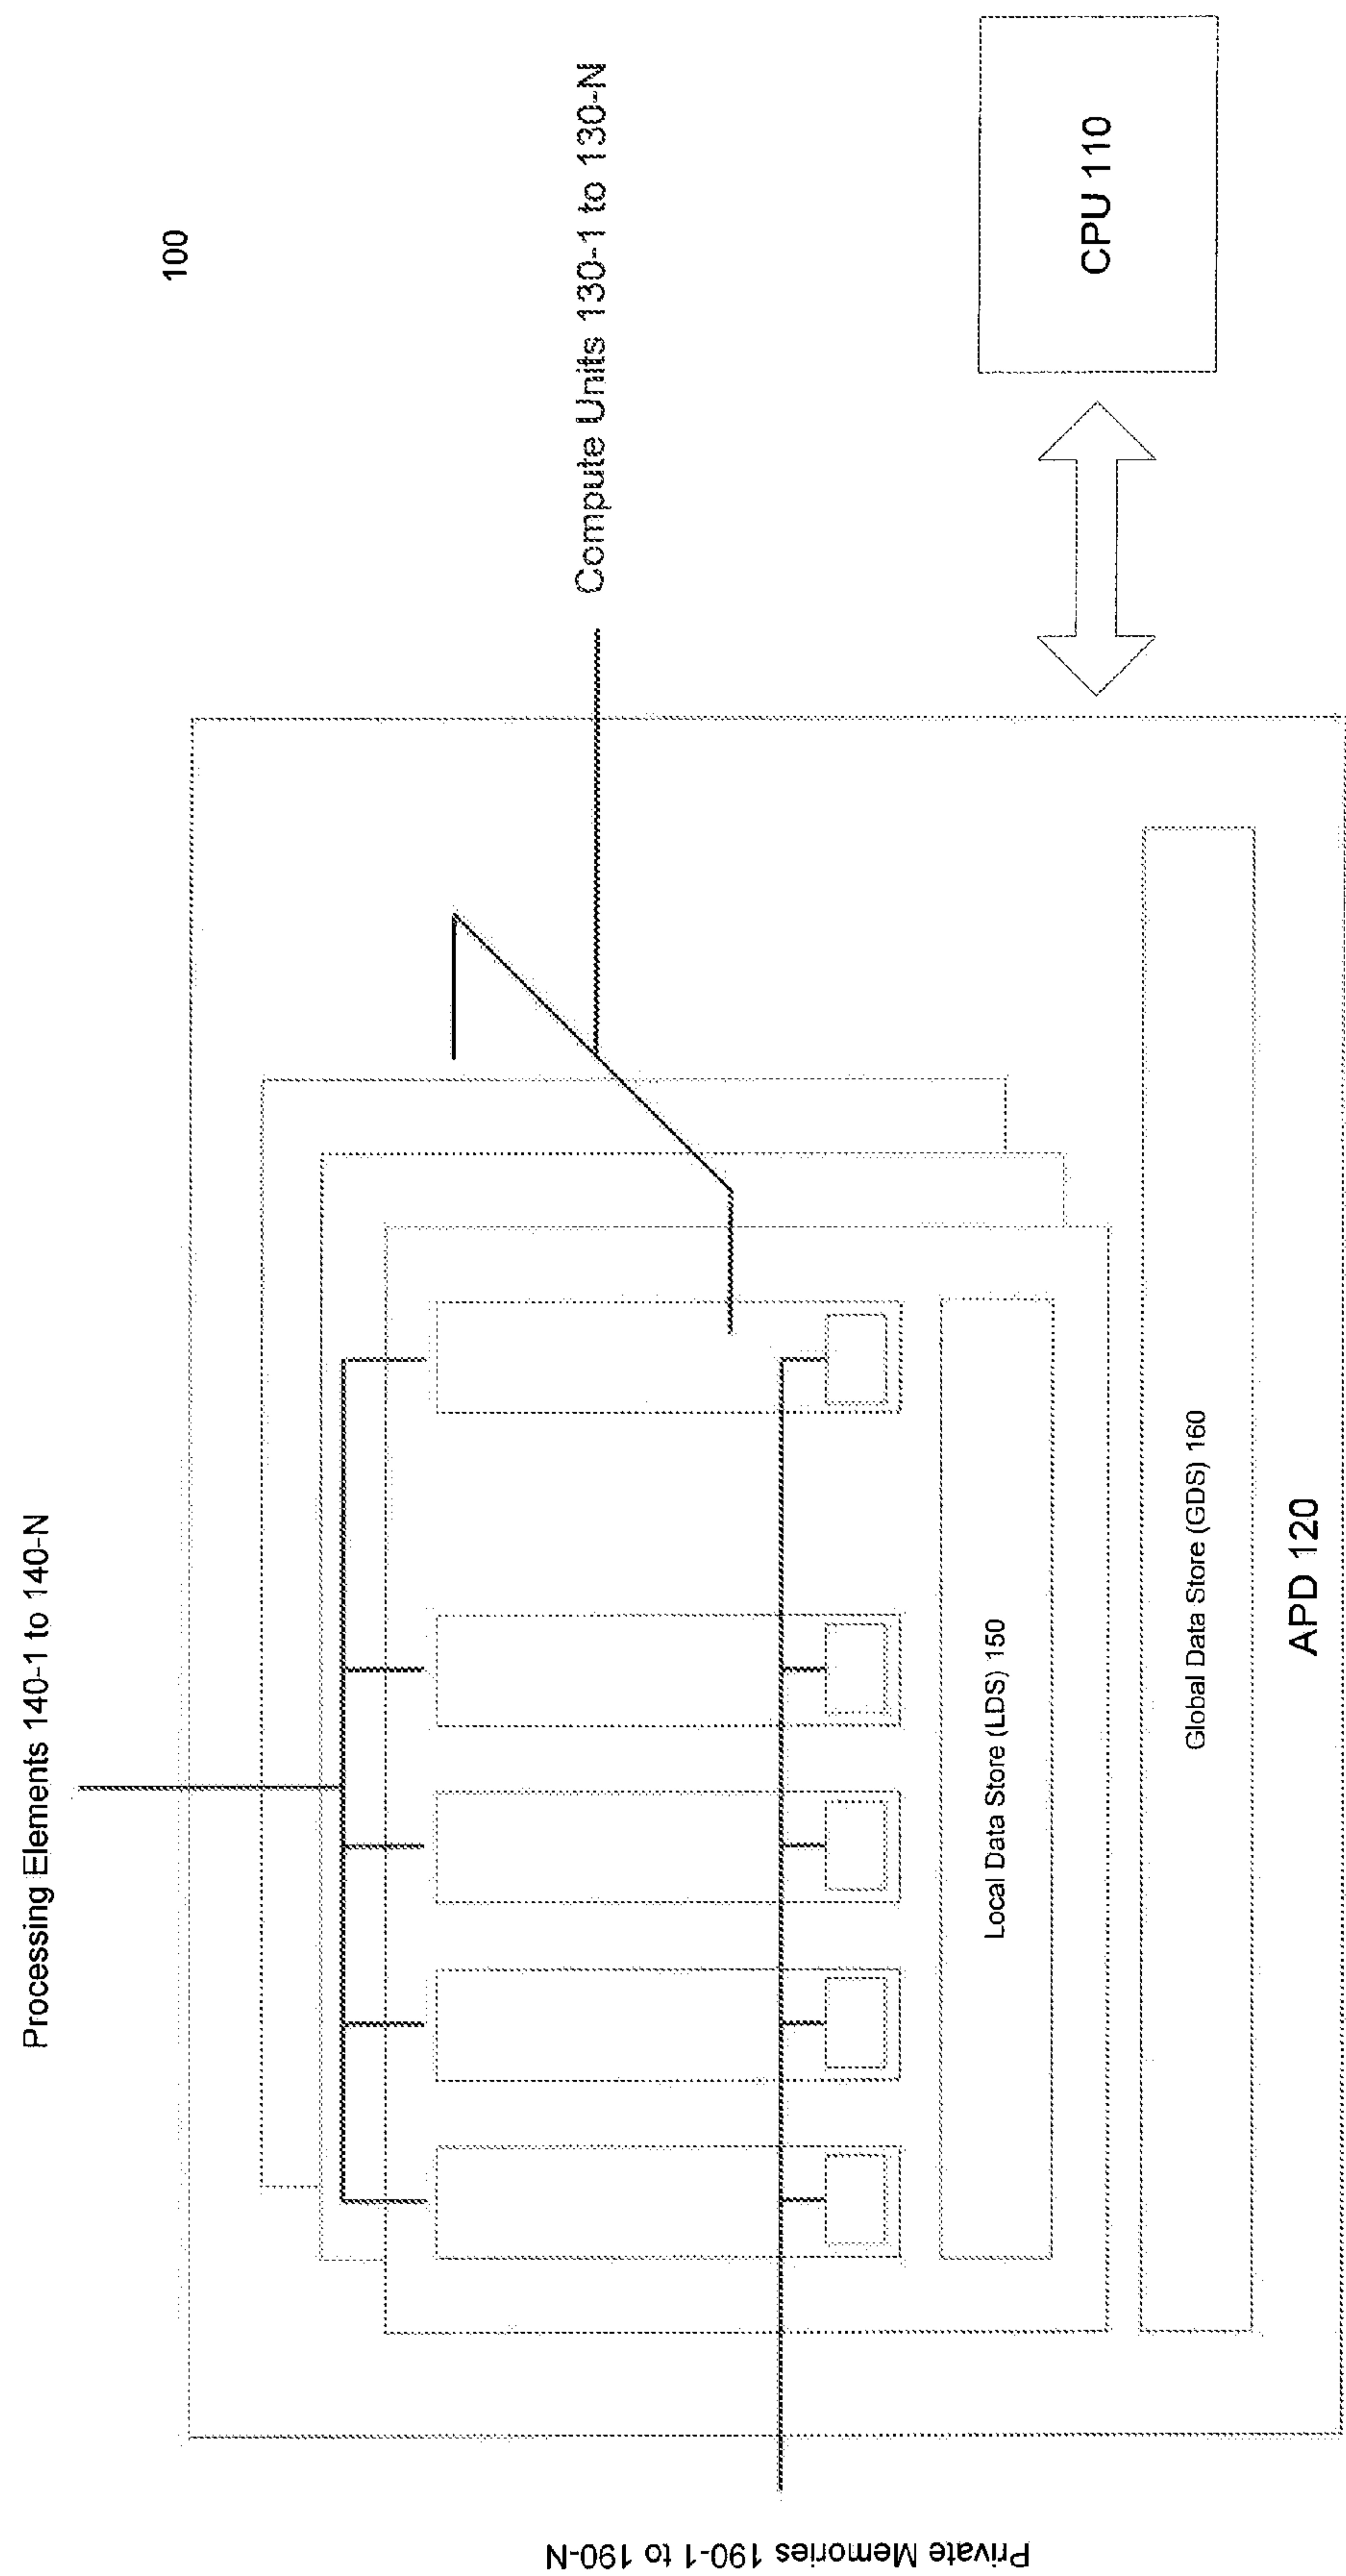 Processing Elements 140-1 to 140-N
100
Compute Units 130-1 to 130-N
CPU 110
Private Memories 190-1 to 190-N
Local Data Store (LDS) 150
Global Data Store (GDS) 160
APD 120